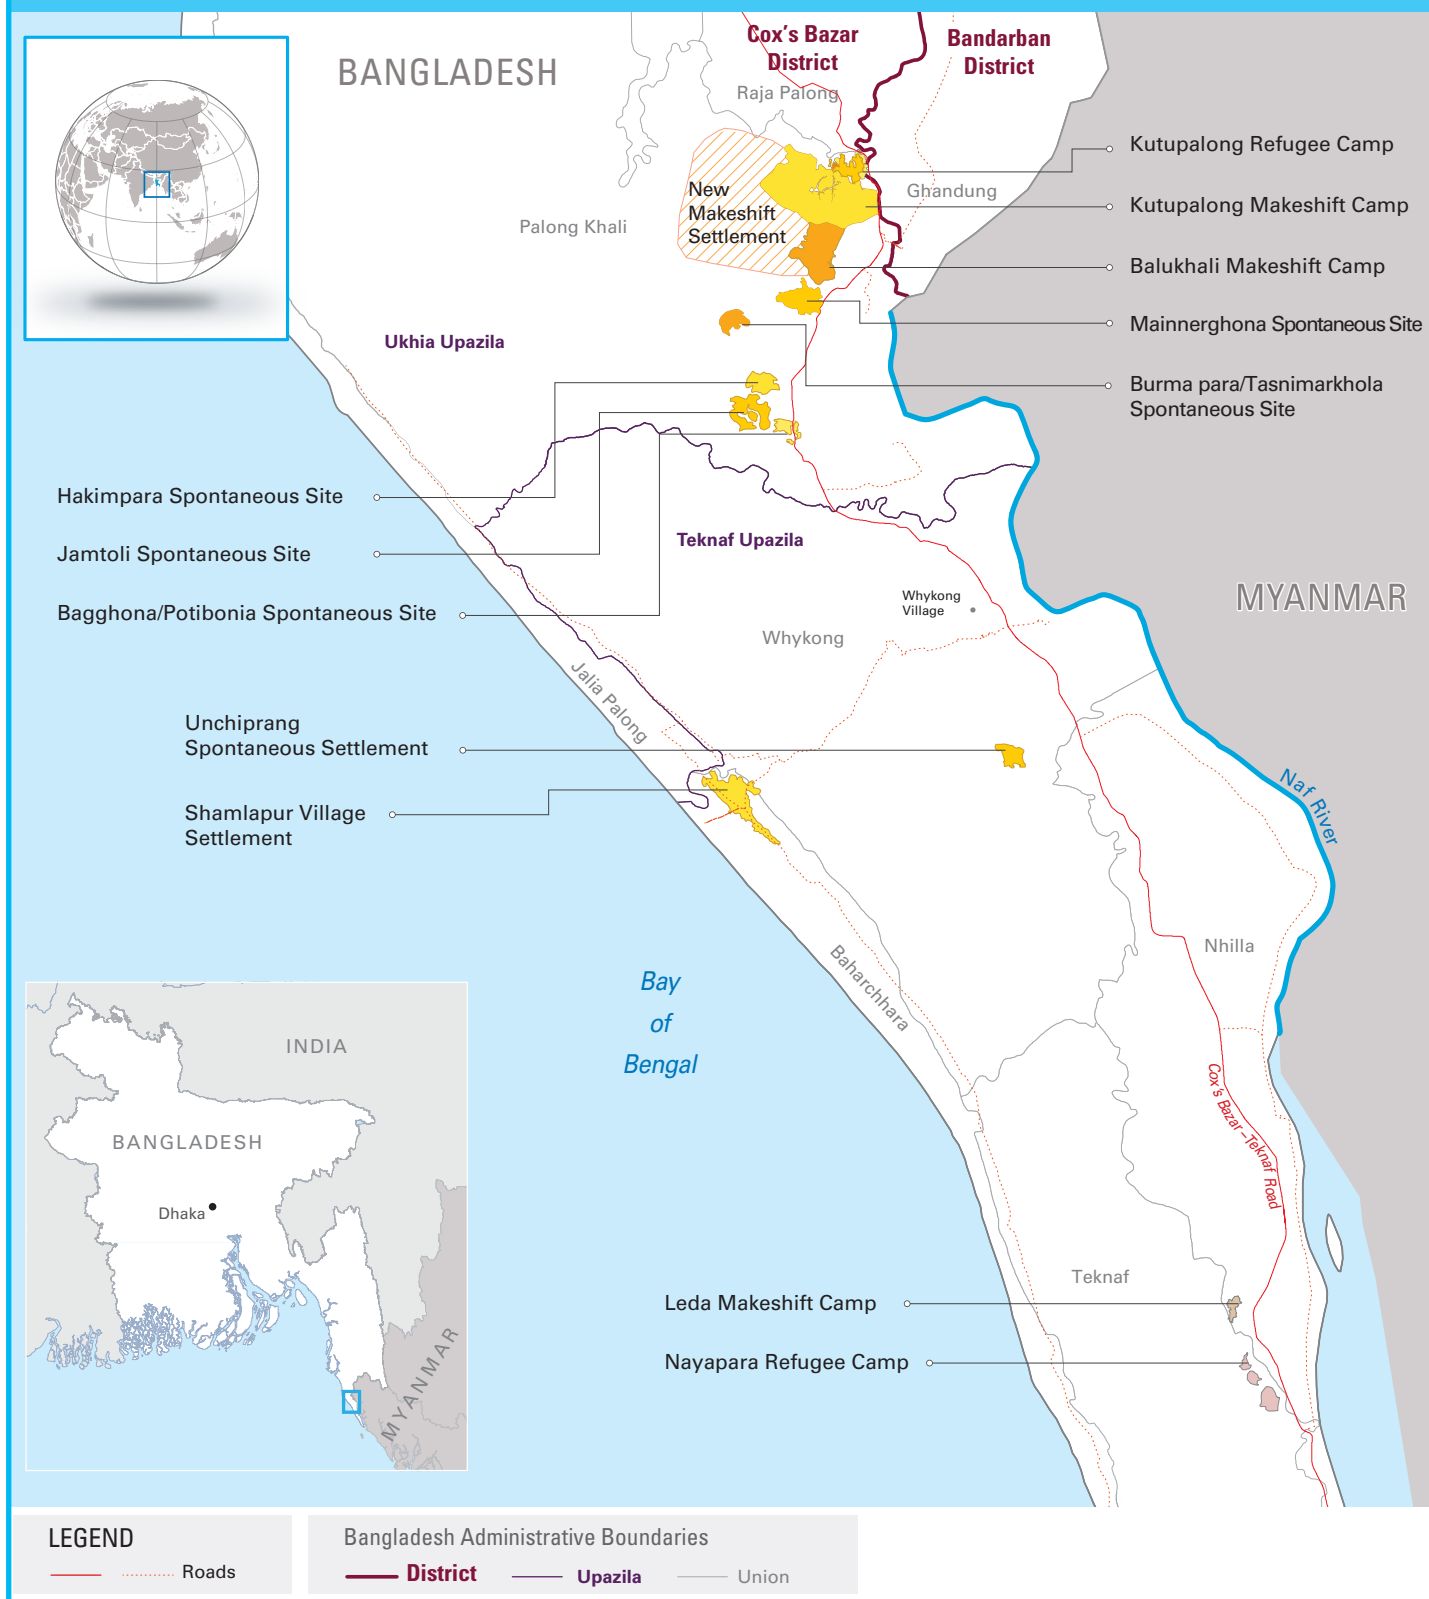 BANGLADESH
Cox's Bazar
District
Bandarban
District
Raja Palong
Ghandung
Palong Khali
New
Makeshift
Settlement
Kutupalong Refugee Camp
Kutupalong Makeshift Camp
Balukhali Makeshift Camp
Mainnerghona Spontaneous Site
Burma para/Tasnimarkhola
Spontaneous Site
Ukhia Upazila
Hakimpara Spontaneous Site
Jamtoli Spontaneous Site
Bagghona/Potibonia Spontaneous Site
Teknaf Upazila
MYANMAR
Whykong
Village
Whykong
Jalia Palong
Unchiprang
Spontaneous Settlement
Shamlapur Village
Settlement
Naf River
Nhilla
Baharchhara
Bay
of
Bengal
Cox's Bazar–Teknaf Road
Teknaf
Leda Makeshift Camp
Nayapara Refugee Camp
INDIA
BANGLADESH
Dhaka
MYANMAR
LEGEND
Roads
Bangladesh Administrative Boundaries
District
Upazila
Union